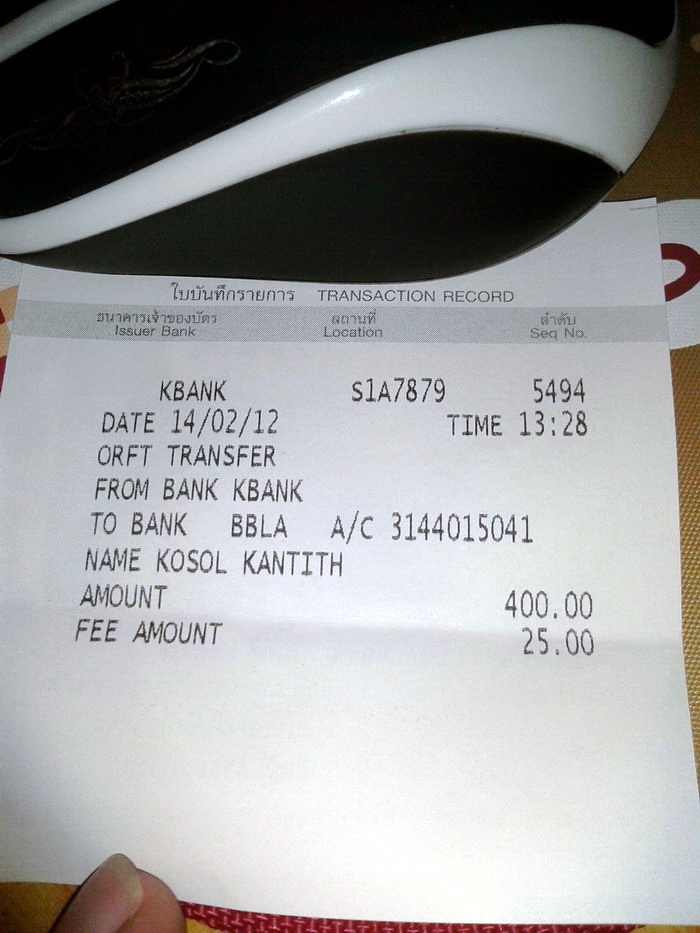 ใบบันทึกรายการ TRANSACTION RECORD
ธนาคารเจ้าของบัตร สถานที่ ลำดับ
Issuer Bank Location Seq No.
KBANK S1A7879 5494
DATE 14/02/12 TIME 13:28
ORFT TRANSFER
FROM BANK KBANK
TO BANK BBLA A/C 3144015041
NAME KOSOL KANTITH
AMOUNT 400.00
FEE AMOUNT 25.00